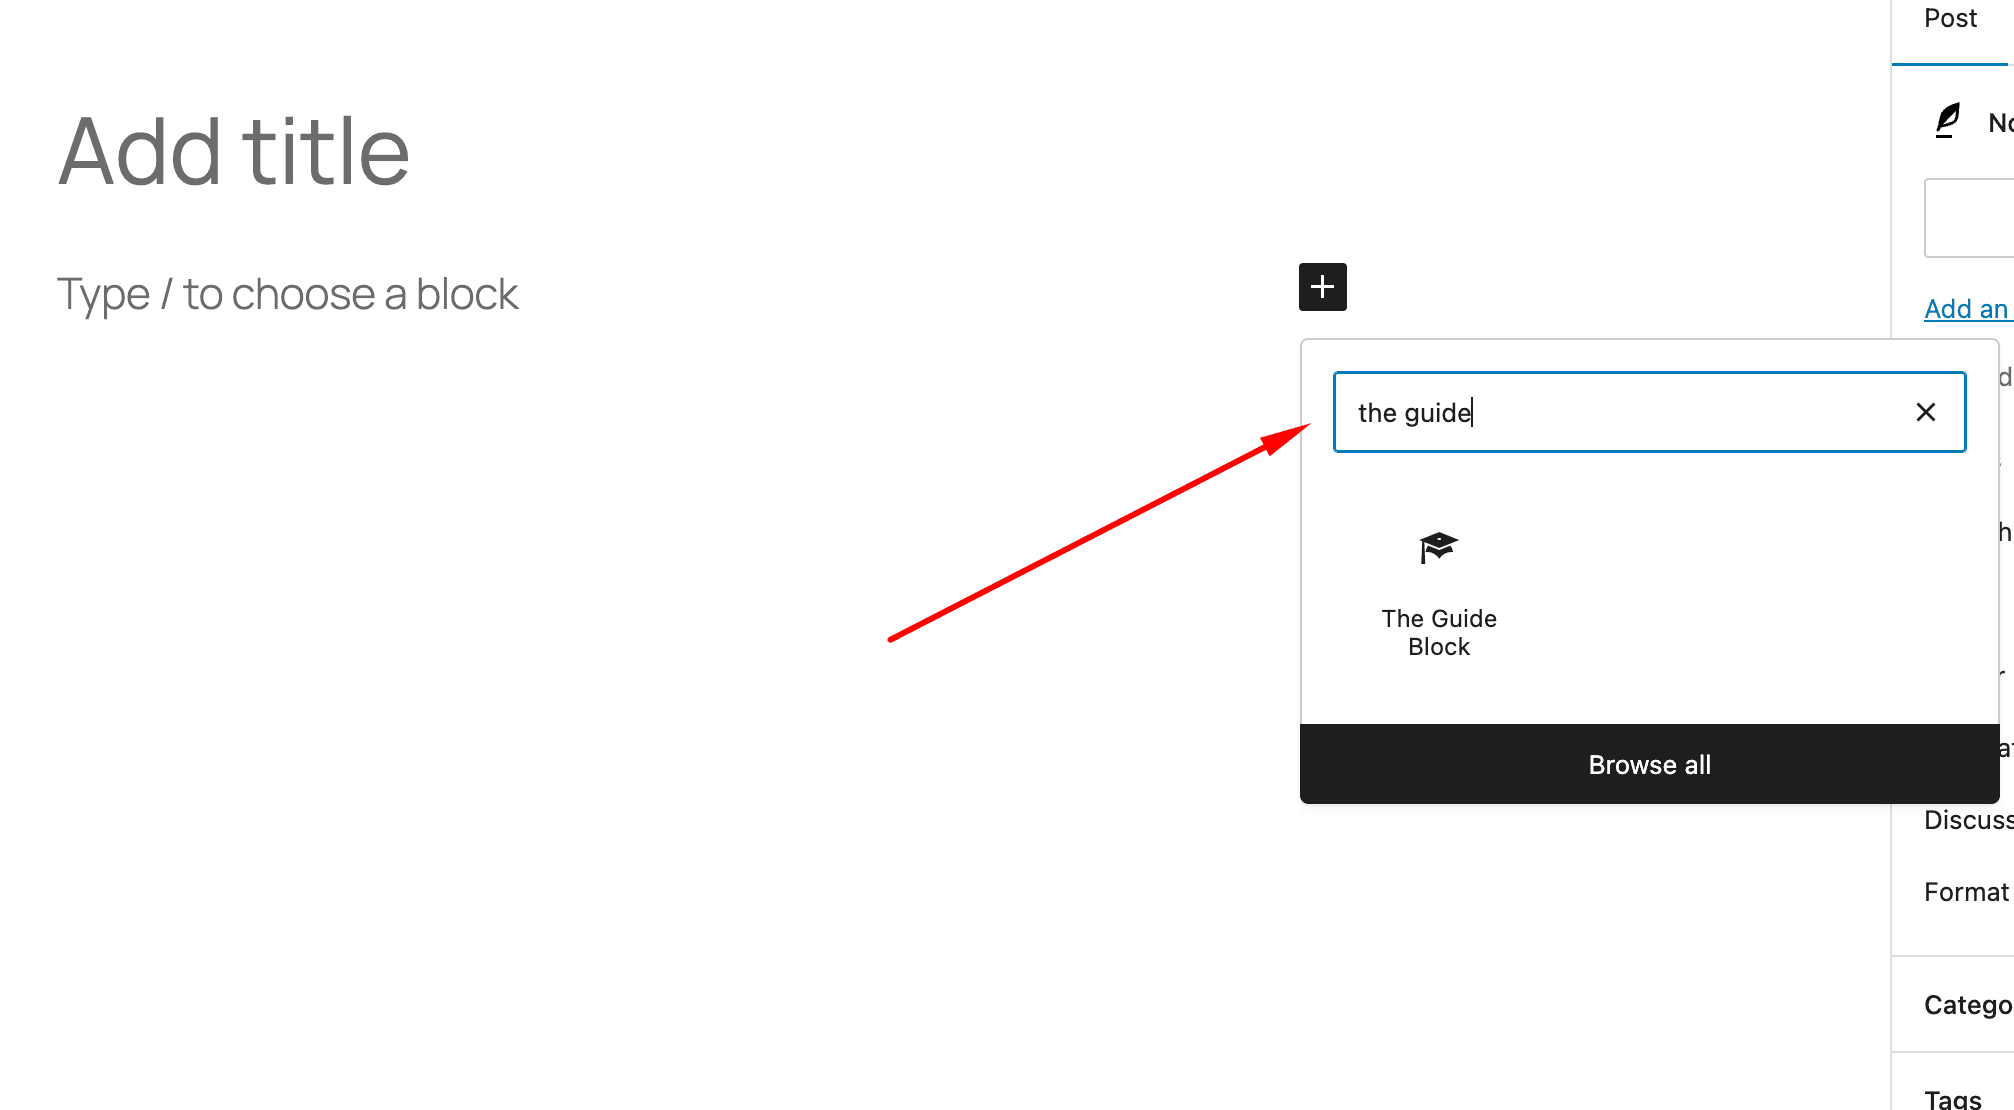 Post
Add title
Type / to choose a block
Add an
the guide
The Guide
Block
Browse all
Discuss
Format
Catego
Tags